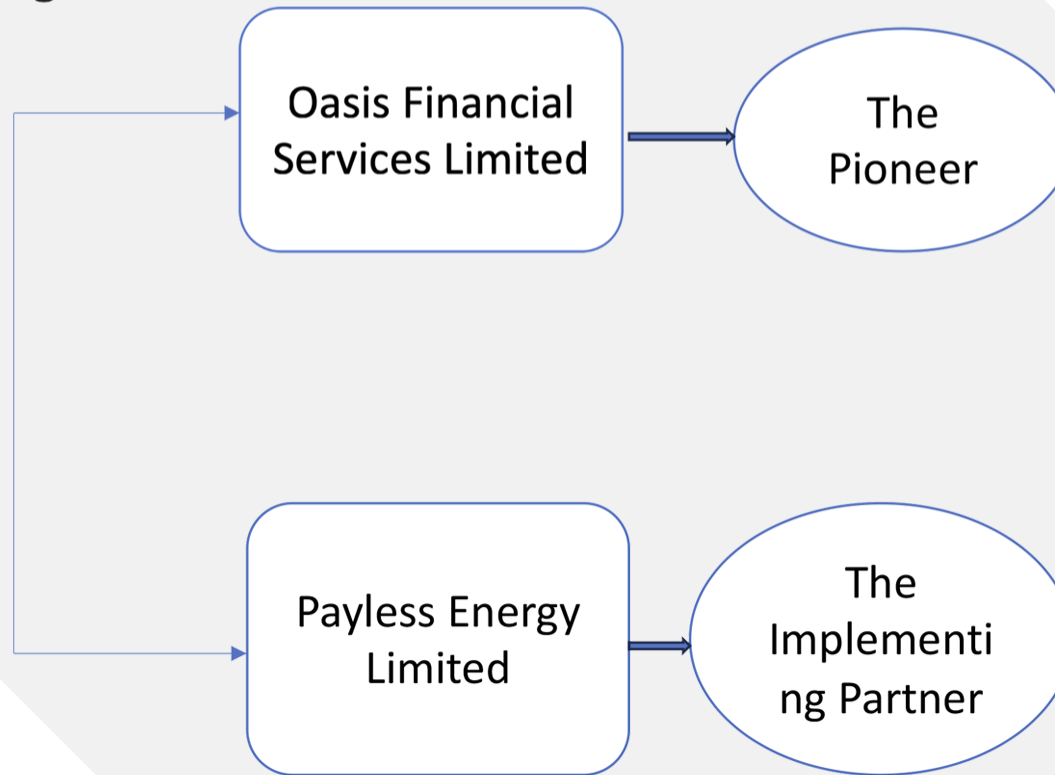 Oasis Financial
Services Limited
The
Pioneer
Payless Energy
Limited
The
Implementi
ng Partner